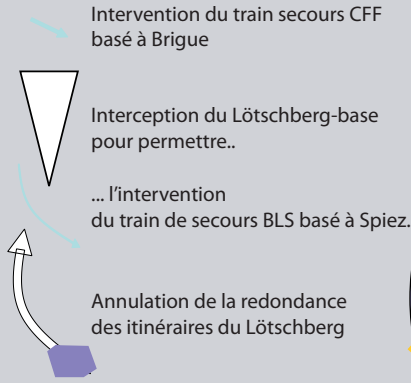 Intervention du train secours CFF
basé à Brigue
Interception du Lötschberg-base
pour permettre..
... l'intervention
du train de secours BLS basé à Spiez.
Annulation de la redondance
des itinéraires du Lötschberg